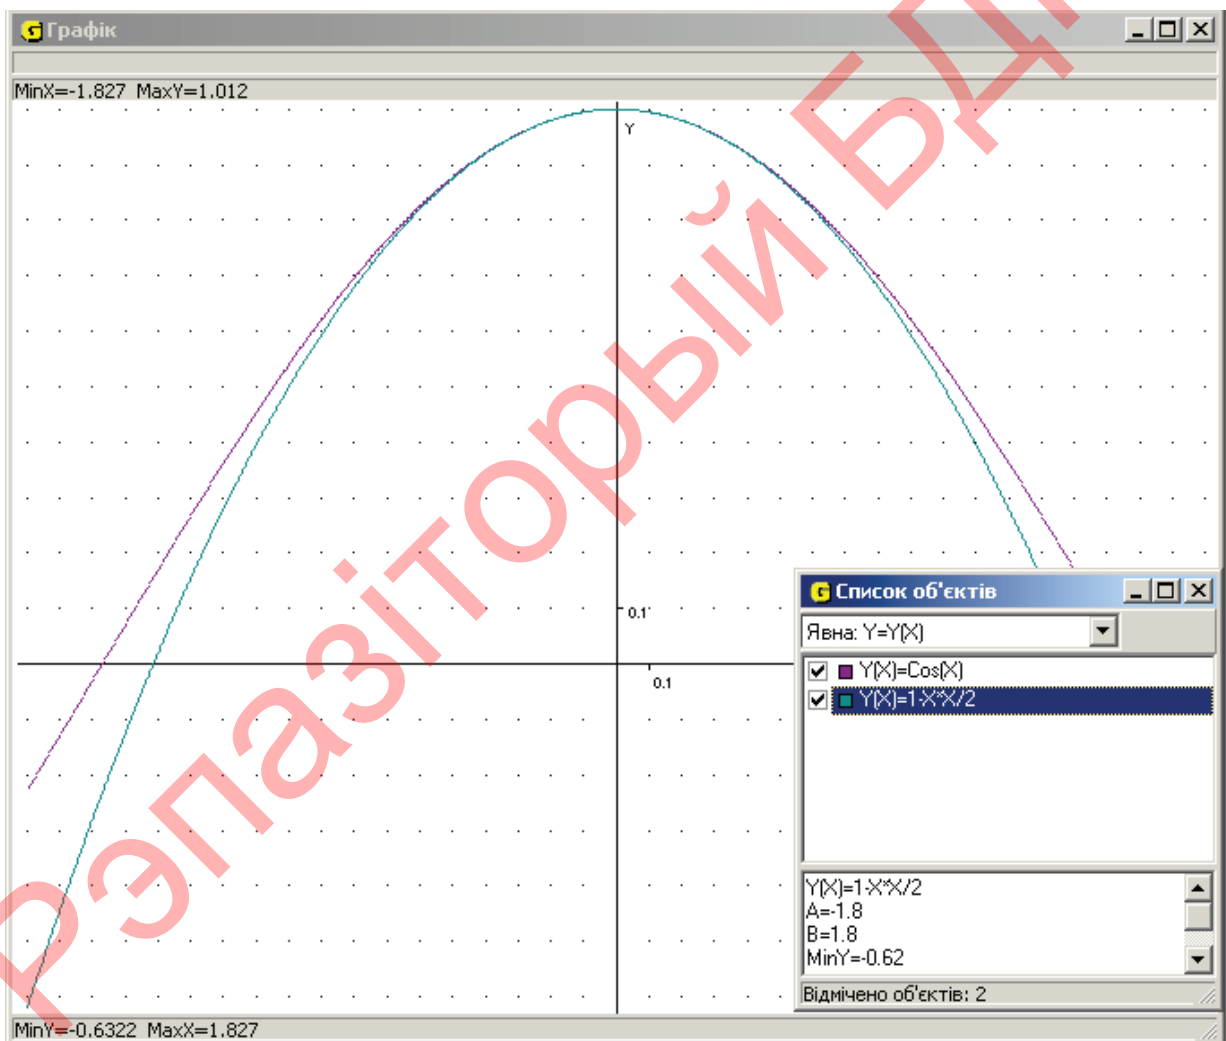 Графік
MinX=-1.827 MaxY=1.012
Y
0.1
0.1
Список об'єктів
Явна: Y=Y(X)
Y(X)=Cos(X)
Y(X)=1-X*X/2
Y(X)=1-X*X/2
A=-1.8
B=1.8
MinY=-0.62
Відмічено об'єктів: 2
MinY=-0.6322 MaxX=1.827
Рэпазіторый БД